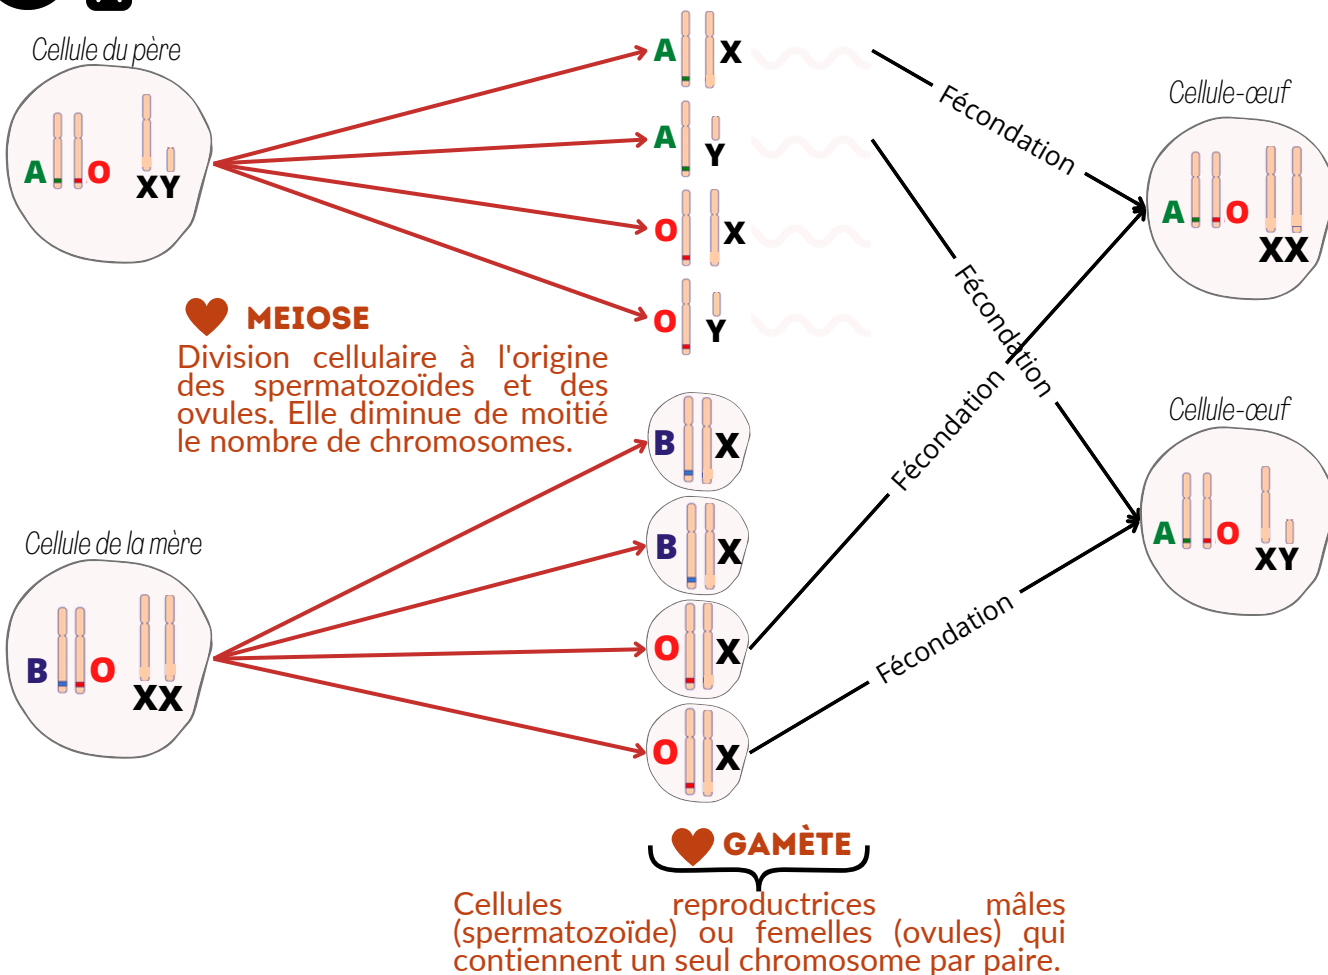 Cellule du père
A O XY
A X
A Y
O X
O Y
Fécondation
Fécondation
Cellule-œuf
A O
XX
MEIOSE
Division cellulaire à l'origine
des spermatozoïdes et des
ovules. Elle diminue de moitié
le nombre de chromosomes.
Cellule de la mère
B O
XX
B X
B X
O X
O X
Fécondation
Fécondation
Cellule-œuf
A O
XY
GAMÈTE
Cellules reproductrices mâles
(spermatozoïde) ou femelles (ovules) qui
contiennent un seul chromosome par paire.